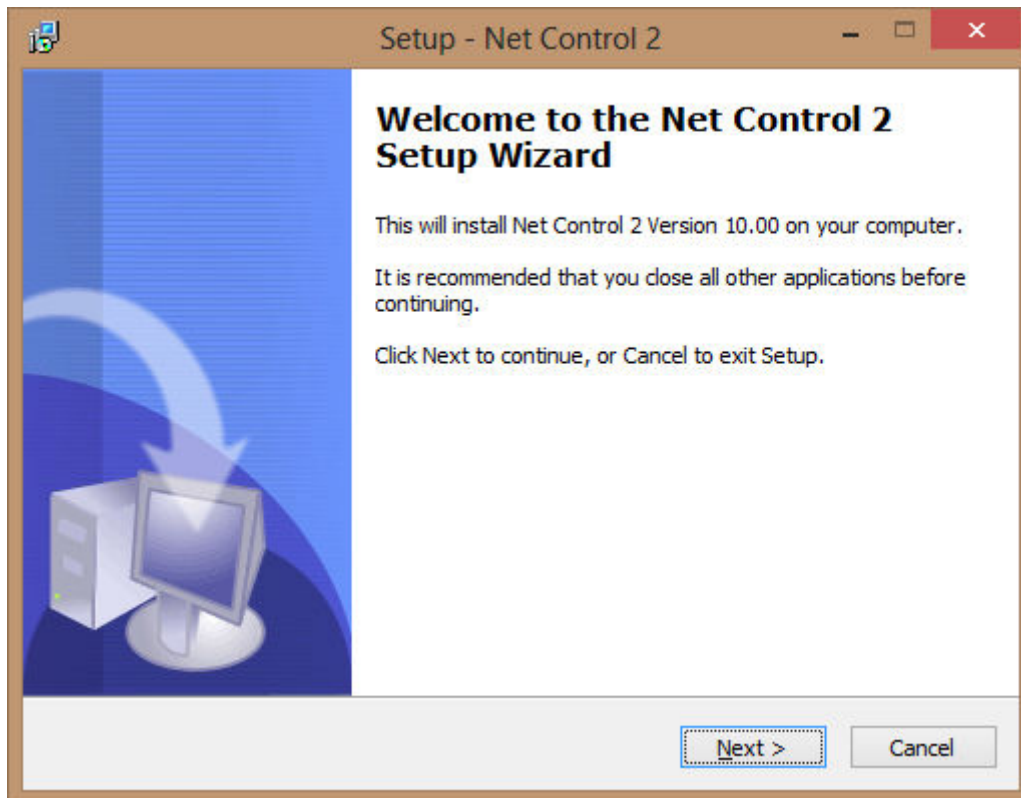 Setup - Net Control 2
Welcome to the Net Control 2
Setup Wizard
This will install Net Control 2 Version 10.00 on your computer.
It is recommended that you close all other applications before
continuing.
Click Next to continue, or Cancel to exit Setup.
Next >
Cancel